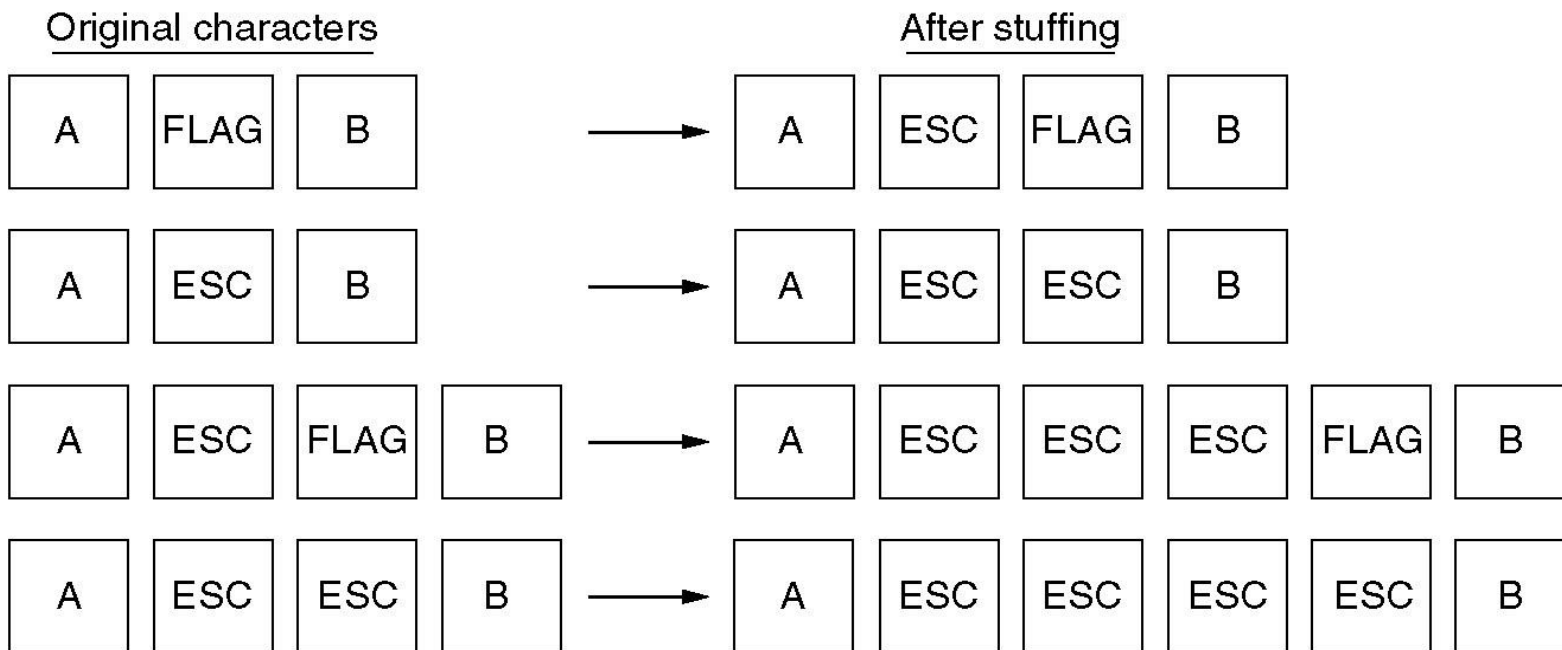 Original characters After stuffing
A FLAG B A ESC FLAG B
A ESC B A ESC ESC B
A ESC FLAG B A ESC ESC ESC FLAG B
A ESC ESC B A ESC ESC ESC ESC B